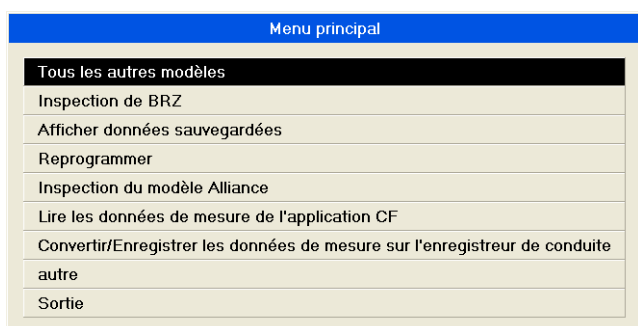 Menu principal
Tous les autres modèles
Inspection de BRZ
Afficher données sauvegardées
Reprogrammer
Inspection du modèle Alliance
Lire les données de mesure de l'application CF
Convertir/Enregistrer les données de mesure sur l'enregistreur de conduite
autre
Sortie